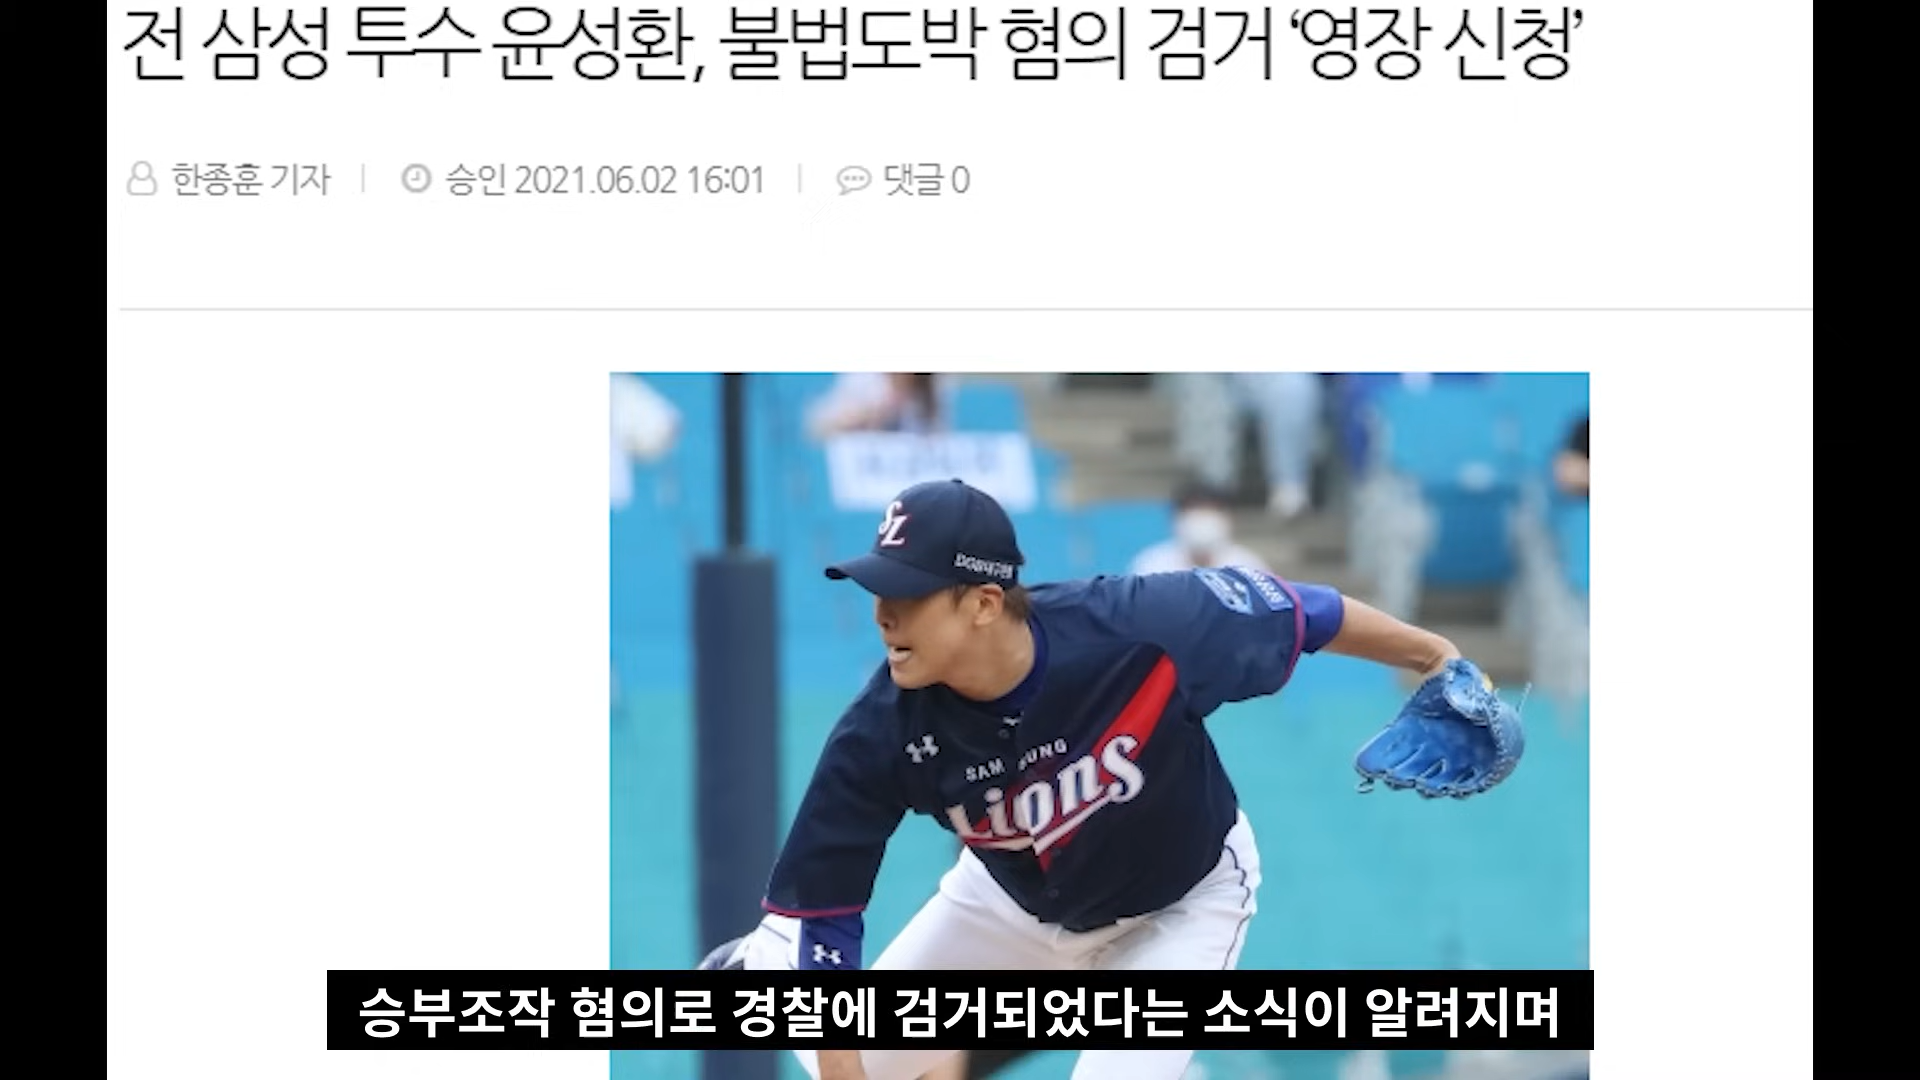 전 삼성 투수 윤성환, 불법도박 혐의 검거 ‘영장 신청’
한종훈 기자 | 승인 2021.06.02 16:01 | 댓글 0
SL
SAMSUNG
Lions
승부조작 혐의로 경찰에 검거되었다는 소식이 알려지며